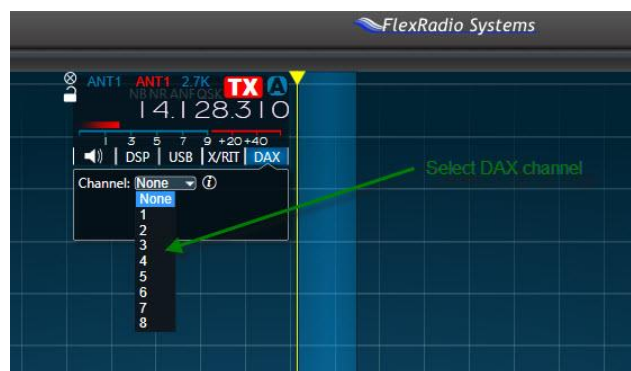 FlexRadio Systems
ANT1 ANT1 2.7K TX A
NB NR ANF QSK
14.128.310
1 3 5 7 9 +20 +40
DSP USB X/RIT DAX
Channel: None i
Select DAX channel
None
1
2
3
4
5
6
7
8